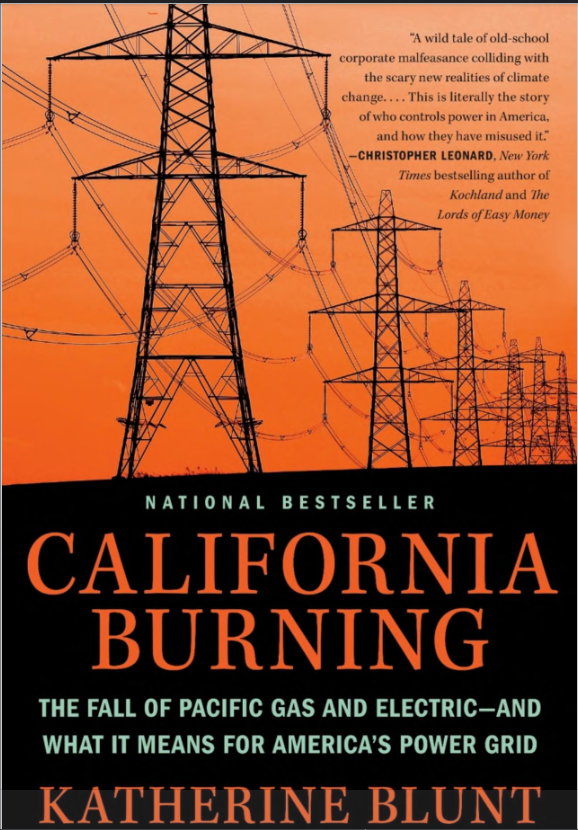 "A wild tale of old-school
corporate malfeasance colliding with
the scary new realities of climate
change. . . . This is literally the story
of who controls power in America,
and how they have misused it."
—CHRISTOPHER LEONARD, New York
Times bestselling author of
Kochland and The
Lords of Easy Money
NATIONAL BESTSELLER
CALIFORNIA
BURNING
THE FALL OF PACIFIC GAS AND ELECTRIC—AND
WHAT IT MEANS FOR AMERICA'S POWER GRID
KATHERINE BLUNT